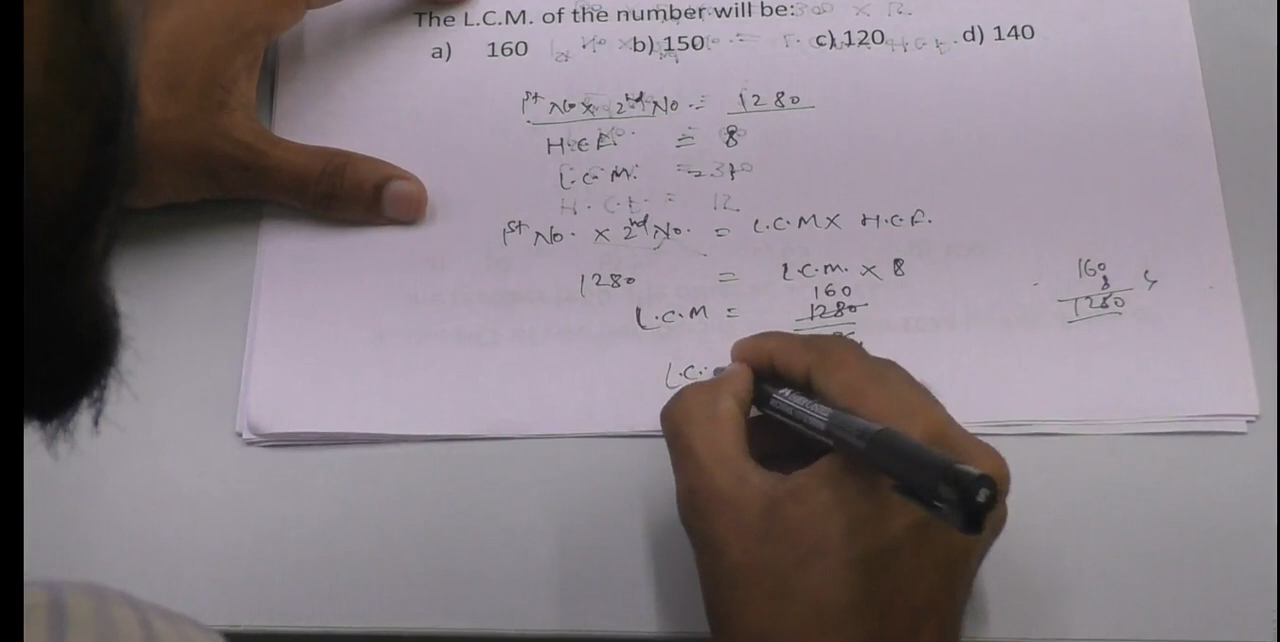 The L.C.M. of the number will be:
a) 160 b) 150 c) 120 d) 140
1st No x 2nd No = 1280
H.C.F. = 8
L.C.M. =
H.C.F. = 12
1st No. x 2nd No. = L.C.M x H.C.F.
1280 = L.C.M. x 8
160
L.C.M = 1280
L.C.
160
8
1280